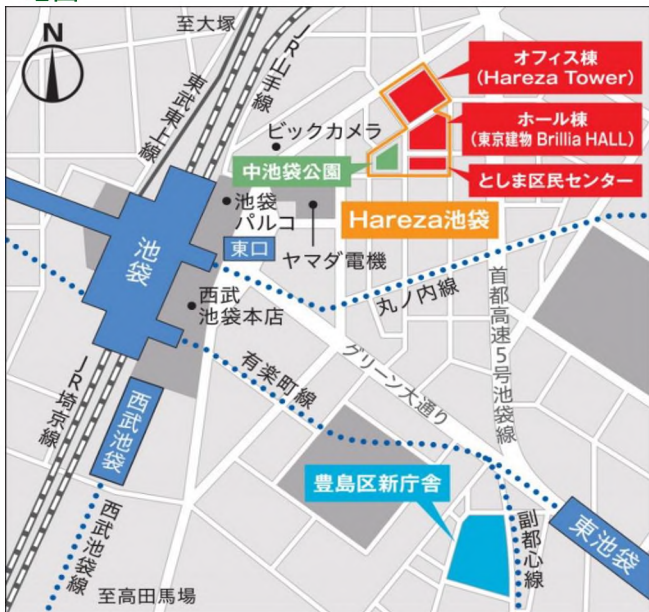 至大塚
N
JR山手線
東武東上線
オフィス棟
(Hareza Tower)
ホール棟
(東京建物 Brillia HALL)
としま区民センター
ビックカメラ
中池袋公園
Hareza池袋
池袋
パルコ
東口
ヤマダ電機
池袋
西武
池袋本店
丸ノ内線
首都高速5号池袋線
グリーン大通り
有楽町線
JR埼京線
西武池袋
豊島区新庁舎
東池袋
副都心線
西武池袋線
至高田馬場